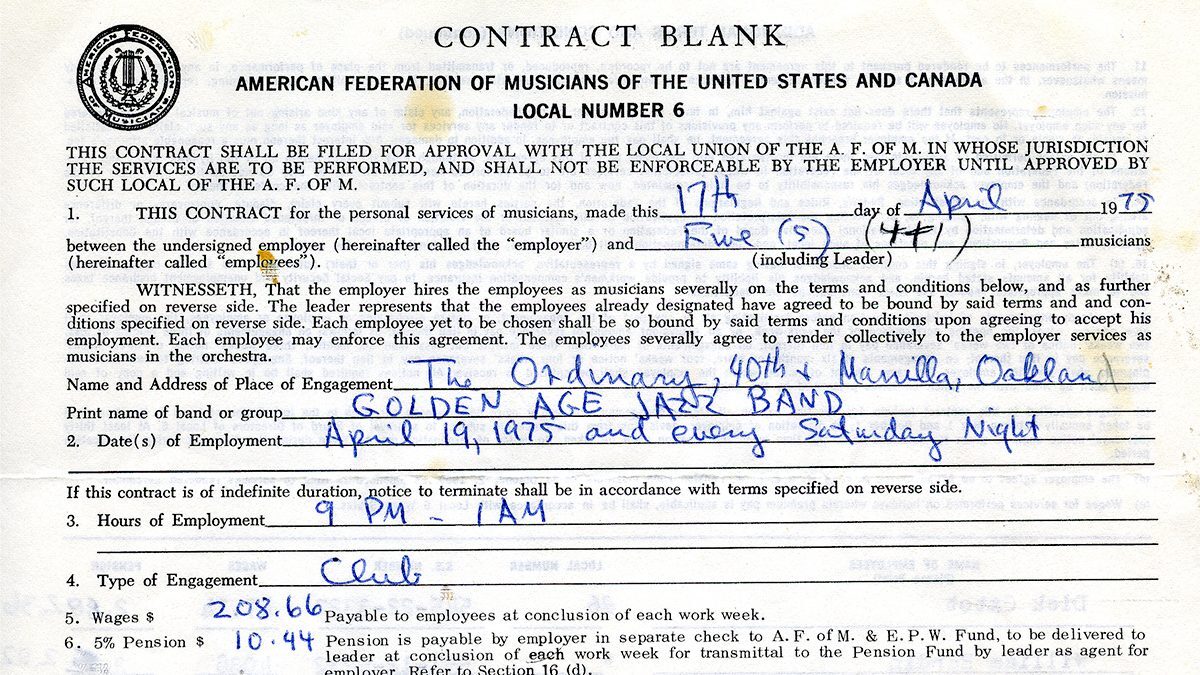 CONTRACT BLANK
AMERICAN FEDERATION OF MUSICIANS OF THE UNITED STATES AND CANADA
LOCAL NUMBER 6
AMERICAN FEDERATION OF MUSICIANS
THIS CONTRACT SHALL BE FILED FOR APPROVAL WITH THE LOCAL UNION OF THE A. F. OF M. IN WHOSE JURISDICTION
THE SERVICES ARE TO BE PERFORMED, AND SHALL NOT BE ENFORCEABLE BY THE EMPLOYER UNTIL APPROVED BY
SUCH LOCAL OF THE A. F. OF M.
1. THIS CONTRACT for the personal services of musicians, made this 17th day of April 1975
between the undersigned employer (hereinafter called the “employer”) and Five (5) (4+1) musicians
(hereinafter called “employees”). (including Leader)
WITNESSETH, That the employer hires the employees as musicians severally on the terms and conditions below, and as further
specified on reverse side. The leader represents that the employees already designated have agreed to be bound by said terms and and con-
ditions specified on reverse side. Each employee yet to be chosen shall be so bound by said terms and conditions upon agreeing to accept his
employment. Each employee may enforce this agreement. The employees severally agree to render collectively to the employer services as
musicians in the orchestra.
Name and Address of Place of Engagement The Ordinary, 40th & Manilla, Oakland
Print name of band or group GOLDEN AGE JAZZ BAND
2. Date(s) of Employment April 19, 1975 and every Saturday Night
If this contract is of indefinite duration, notice to terminate shall be in accordance with terms specified on reverse side.
3. Hours of Employment 9 PM - 1 AM
4. Type of Engagement Club
5. Wages $ 208.66 Payable to employees at conclusion of each work week.
6. 5% Pension $ 10.44 Pension is payable by employer in separate check to A. F. of M. & E. P. W. Fund, to be delivered to
leader at conclusion of each work week for transmittal to the Pension Fund by leader as agent for
employer. Refer to Section 16 (d).